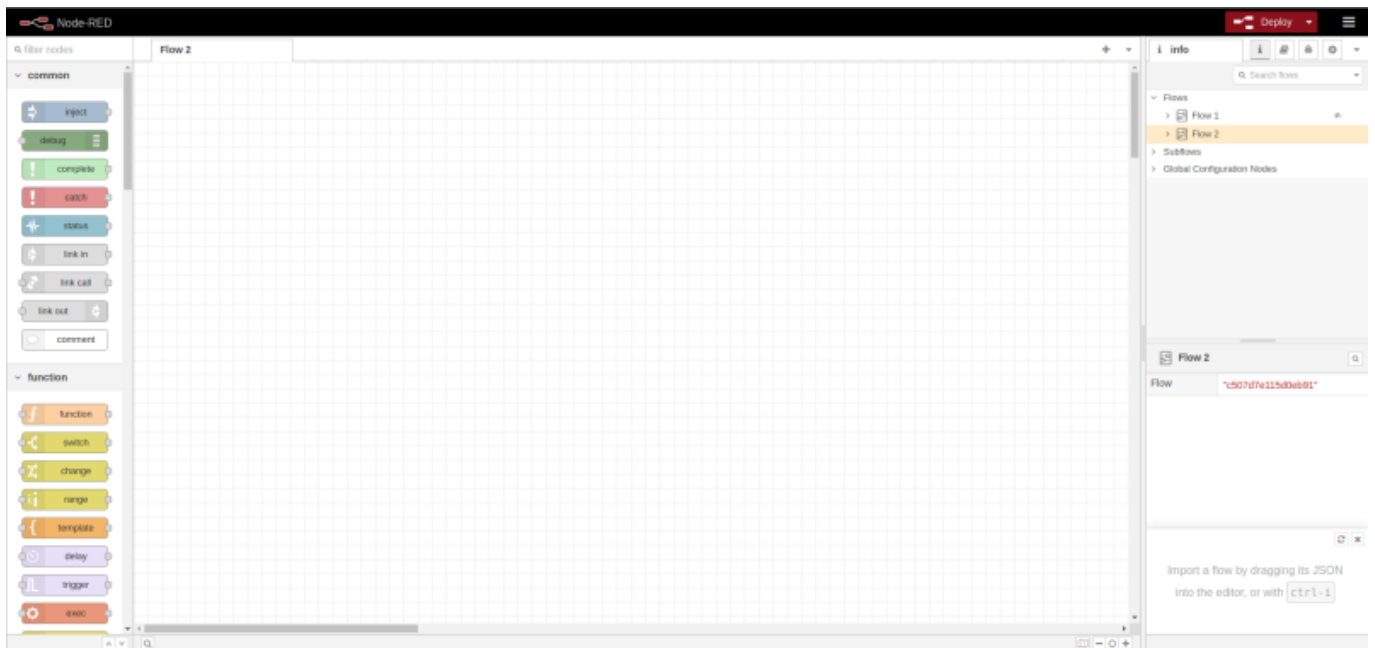 Node-RED
Deploy
filter nodes
Flow 2
info
common
Search flows
inject
debug
complete
catch
status
link in
link call
link out
comment
function
function
switch
change
range
template
delay
trigger
exec
Flows
Flow 1
Flow 2
Subflows
Global Configuration Nodes
Flow 2
Flow "c507d7e115d0eb91"
Import a flow by dragging its JSON
into the editor, or with ctrl-i